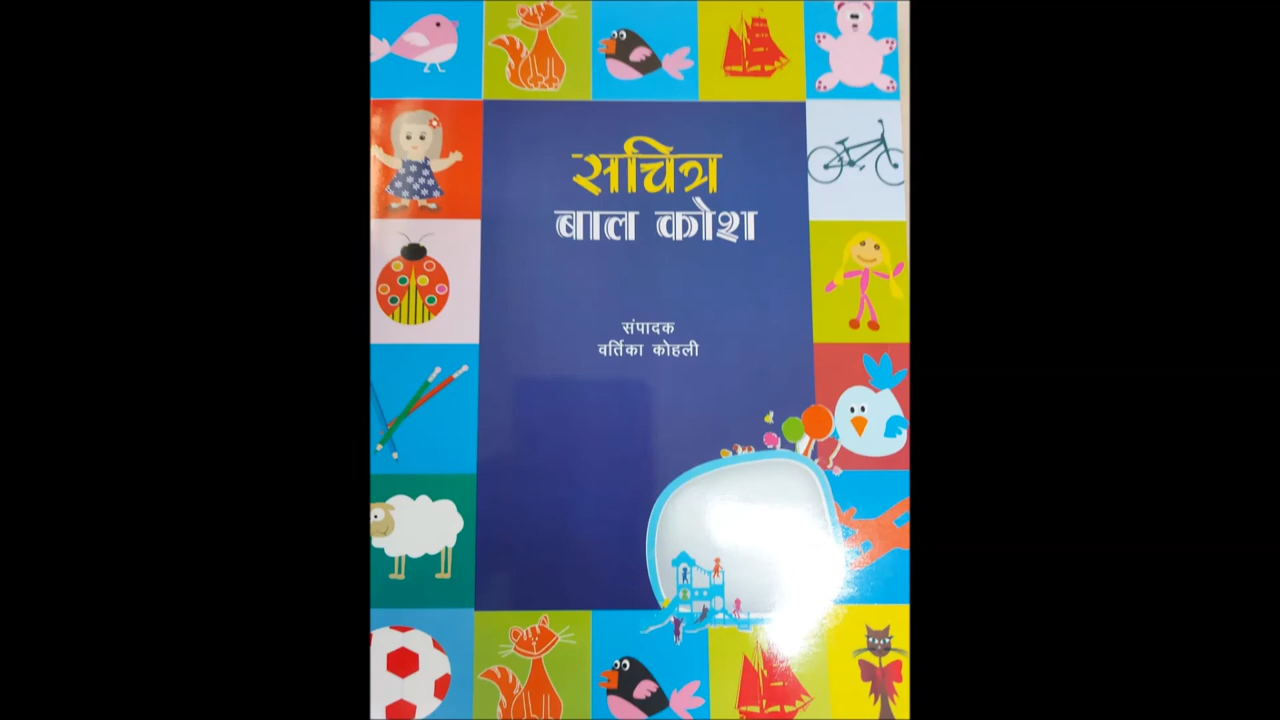 सचित्र
बाल कोश
संपादक
वर्तिका कोहली